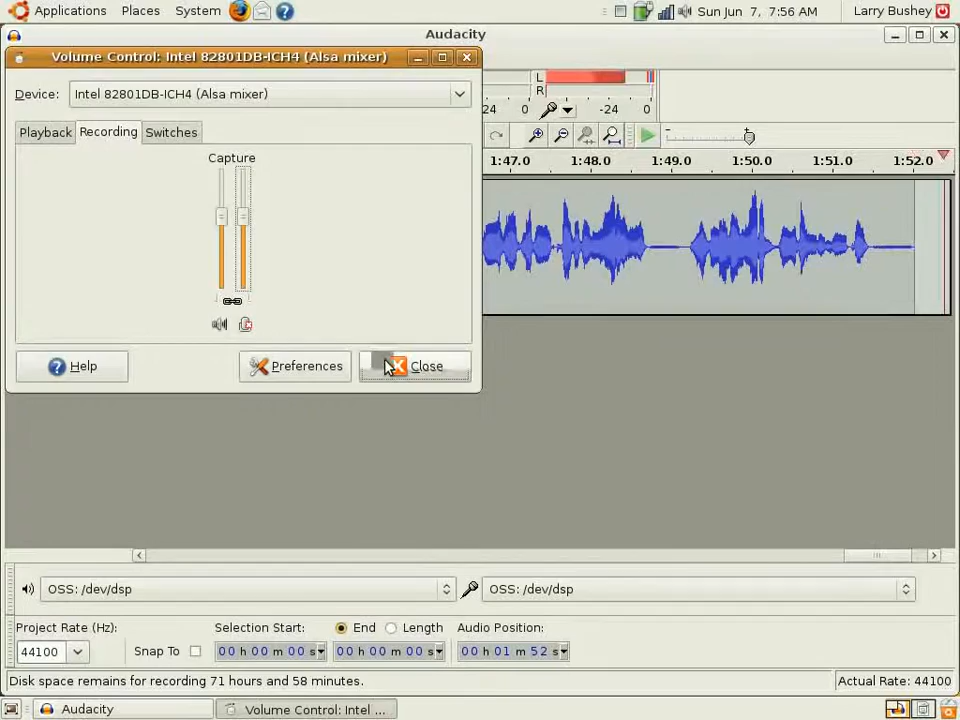 Applications Places System Sun Jun 7, 7:56 AM Larry Bushey
Audacity
Volume Control: Intel 82801DB-ICH4 (Alsa mixer)
Device: Intel 82801DB-ICH4 (Alsa mixer)
Playback Recording Switches
Capture
Help Preferences Close
L
R
24 0 -24 0
1:47.0 1:48.0 1:49.0 1:50.0 1:51.0 1:52.0
OSS: /dev/dsp OSS: /dev/dsp
Project Rate (Hz): Selection Start: End Length Audio Position:
44100 Snap To 00 h 00 m 00 s 00 h 00 m 00 s 00 h 01 m 52 s
Disk space remains for recording 71 hours and 58 minutes. Actual Rate: 44100
Audacity Volume Control: Intel ...